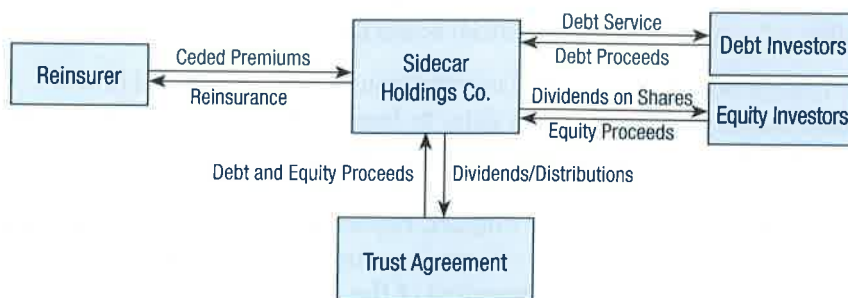 Debt Service
Debt Investors
Debt Proceeds
Reinsurer
Ceded Premiums
Reinsurance
Sidecar
Holdings Co.
Dividends on Shares
Equity Investors
Equity Proceeds
Debt and Equity Proceeds
Dividends/Distributions
Trust Agreement